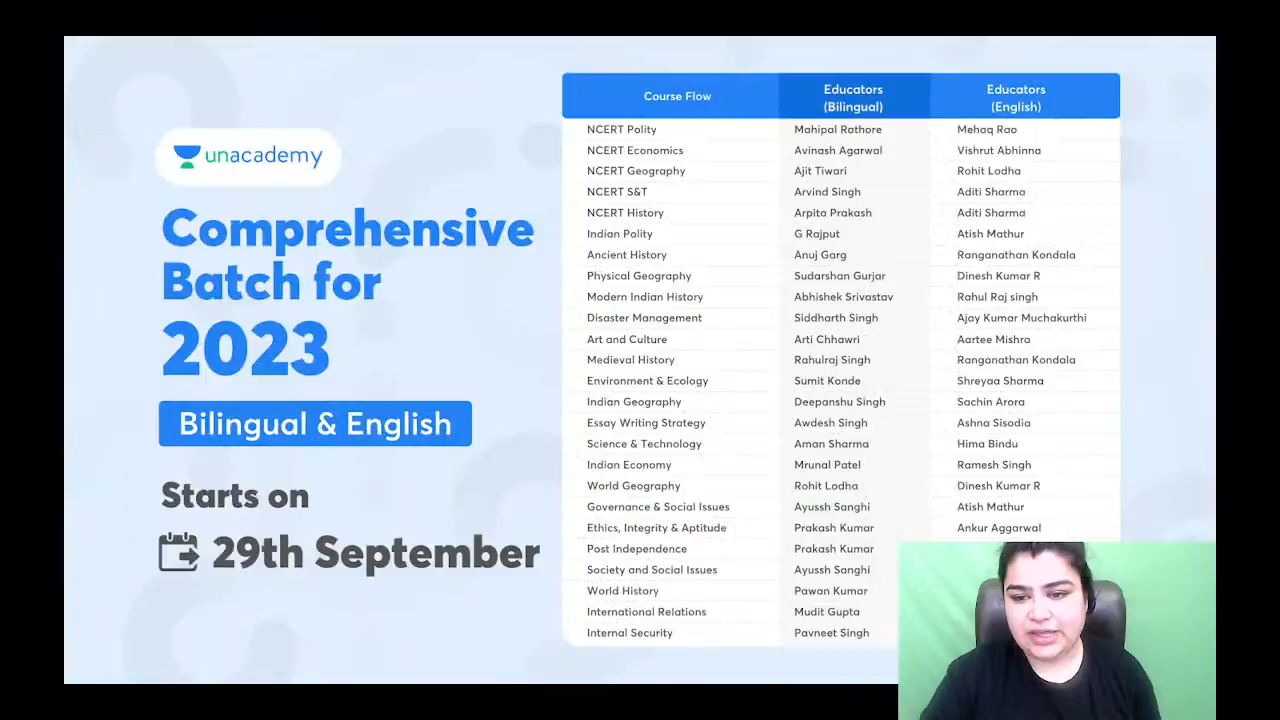 unacademy
Comprehensive
Batch for
2023
Bilingual & English
Starts on
29th September
Course Flow Educators (Bilingual) Educators (English)
NCERT Polity Mahipal Rathore Mehaq Rao
NCERT Economics Avinash Agarwal Vishrut Abhinna
NCERT Geography Ajit Tiwari Rohit Lodha
NCERT S&T Arvind Singh Aditi Sharma
NCERT History Arpita Prakash Aditi Sharma
Indian Polity G Rajput Atish Mathur
Ancient History Anuj Garg Ranganathan Kondala
Physical Geography Sudarshan Gurjar Dinesh Kumar R
Modern Indian History Abhishek Srivastav Rahul Raj singh
Disaster Management Siddharth Singh Ajay Kumar Muchakurthi
Art and Culture Arti Chhawri Aartee Mishra
Medieval History Rahulraj Singh Ranganathan Kondala
Environment & Ecology Sumit Konde Shreyaa Sharma
Indian Geography Deepanshu Singh Sachin Arora
Essay Writing Strategy Awdesh Singh Ashna Sisodia
Science & Technology Aman Sharma Hima Bindu
Indian Economy Mrunal Patel Ramesh Singh
World Geography Rohit Lodha Dinesh Kumar R
Governance & Social Issues Ayussh Sanghi Atish Mathur
Ethics, Integrity & Aptitude Prakash Kumar Ankur Aggarwal
Post Independence Prakash Kumar
Society and Social Issues Ayussh Sanghi
World History Pawan Kumar
International Relations Mudit Gupta
Internal Security Pavneet Singh